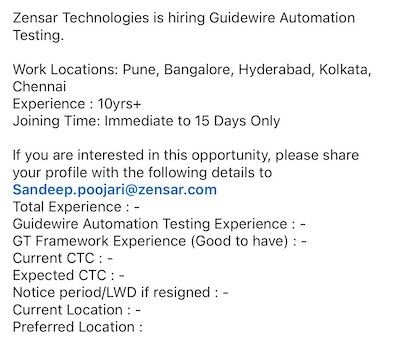 Zensar Technologies is hiring Guidewire Automation
Testing.
Work Locations: Pune, Bangalore, Hyderabad, Kolkata,
Chennai
Experience : 10yrs+
Joining Time: Immediate to 15 Days Only
If you are interested in this opportunity, please share
your profile with the following details to
Sandeep.poojari@zensar.com
Total Experience : -
Guidewire Automation Testing Experience : -
GT Framework Experience (Good to have) : -
Current CTC : -
Expected CTC : -
Notice period/LWD if resigned : -
Current Location : -
Preferred Location :